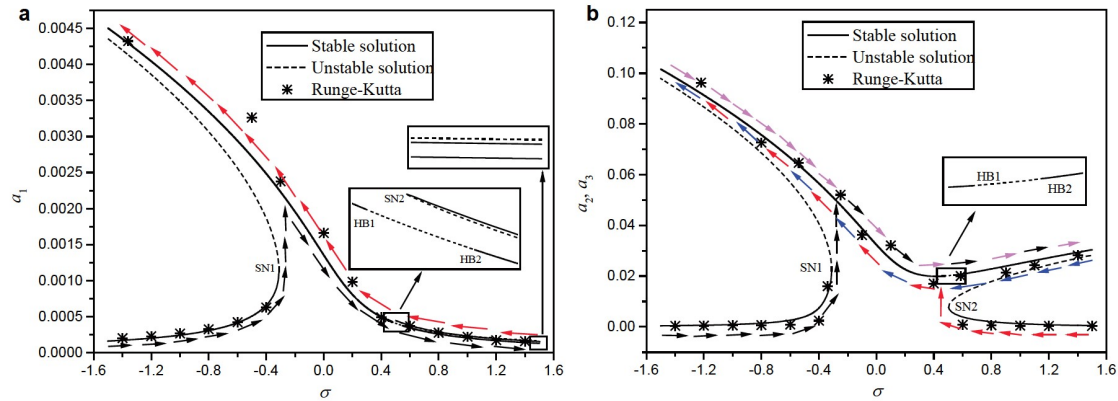 a
0.0045
0.0040
0.0035
0.0030
0.0025
0.0020
0.0015
0.0010
0.0005
0.0000
a1
-1.6 -1.2 -0.8 -0.4 0.0 0.4 0.8 1.2 1.6
σ
Stable solution
Unstable solution
Runge-Kutta
SN2
HB1
HB2
SN1
b
0.12
0.10
0.08
0.06
0.04
0.02
0.00
a2, a3
-1.6 -1.2 -0.8 -0.4 0.0 0.4 0.8 1.2 1.6
σ
Stable solution
Unstable solution
Runge-Kutta
HB1
HB2
SN1
SN2